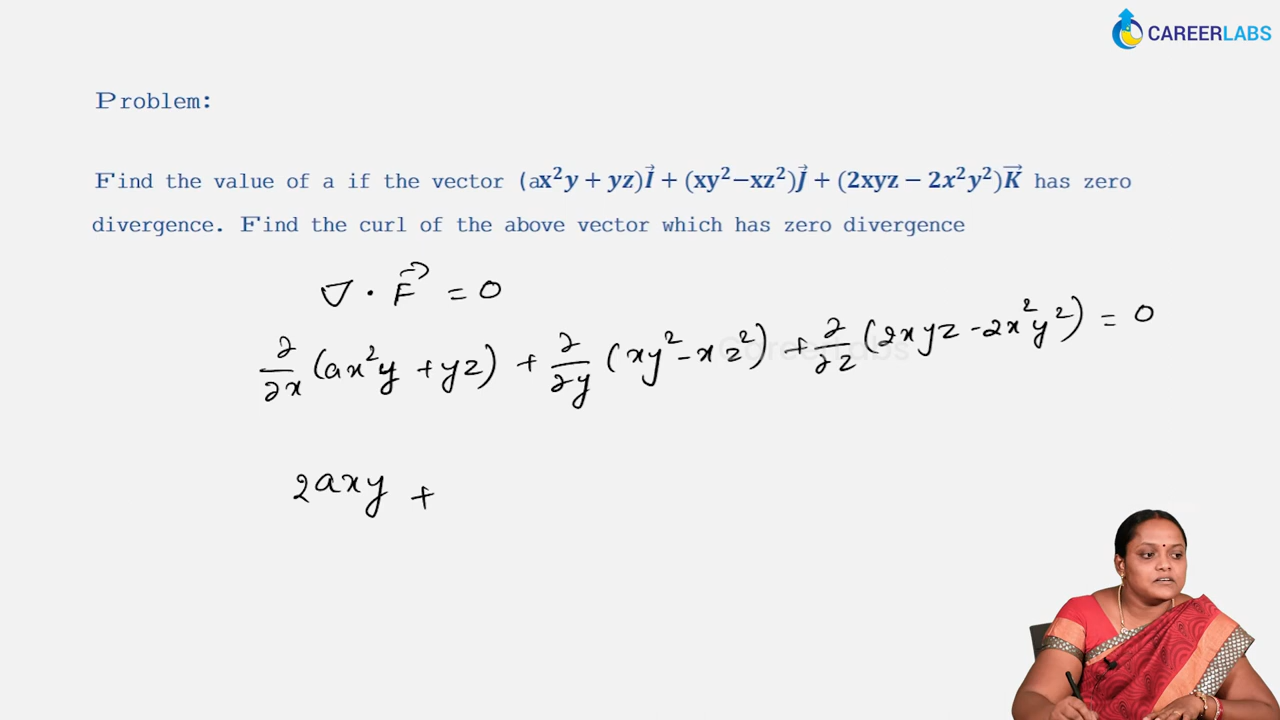 CAREERLABS
Problem:
Find the value of a if the vector (ax²y + yz)I⃗ + (xy²−xz²)J⃗ + (2xyz − 2x²y²)K⃗ has zero
divergence. Find the curl of the above vector which has zero divergence
∇ · F⃗ = 0
∂/∂x (ax²y + yz) + ∂/∂y (xy² - xz²) + ∂/∂z (2xyz - 2x²y²) = 0
CareerLabs
2axy +